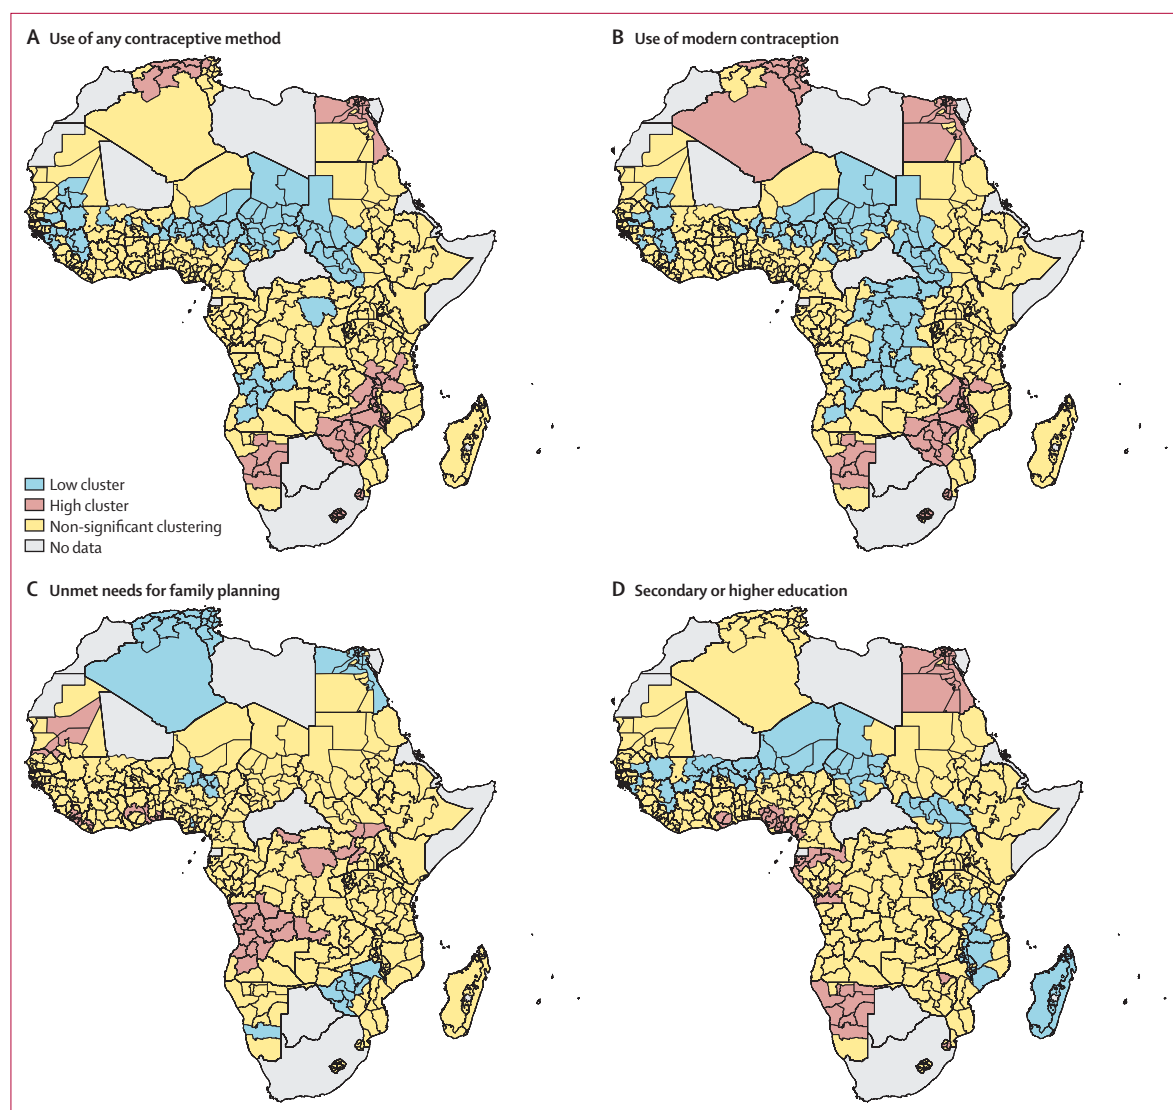 A Use of any contraceptive method
B Use of modern contraception
Low cluster
High cluster
Non-significant clustering
No data
C Unmet needs for family planning
D Secondary or higher education